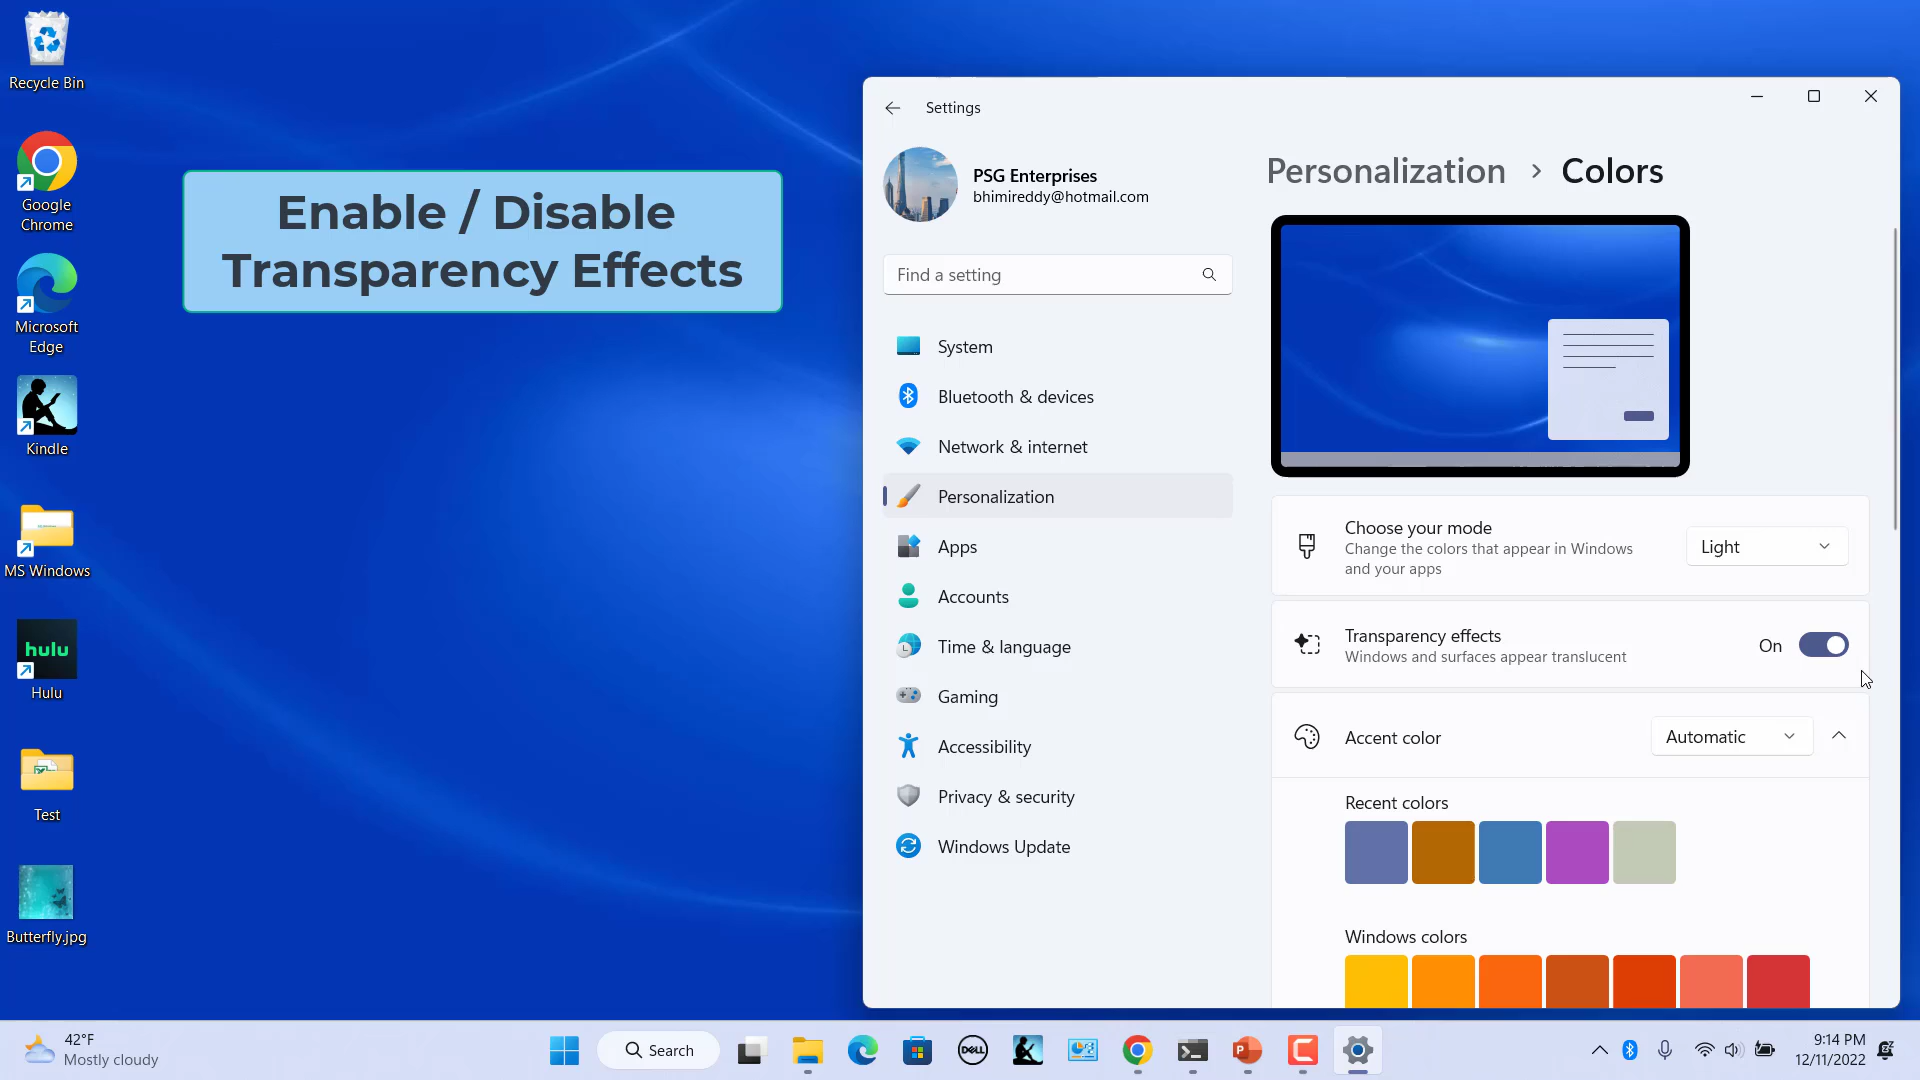 Recycle Bin
Google
Chrome
Microsoft
Edge
Kindle
MS Windows
hulu
Hulu
Test
Butterfly.jpg
Enable / Disable
Transparency Effects
Settings
PSG Enterprises
bhimireddy@hotmail.com
Find a setting
System
Bluetooth & devices
Network & internet
Personalization
Apps
Accounts
Time & language
Gaming
Accessibility
Privacy & security
Windows Update
Personalization > Colors
Choose your mode
Change the colors that appear in Windows
and your apps
Light
Transparency effects
Windows and surfaces appear translucent
On
Accent color
Automatic
Recent colors
Windows colors
42°F
Mostly cloudy
Search
DELL
9:14 PM
12/11/2022